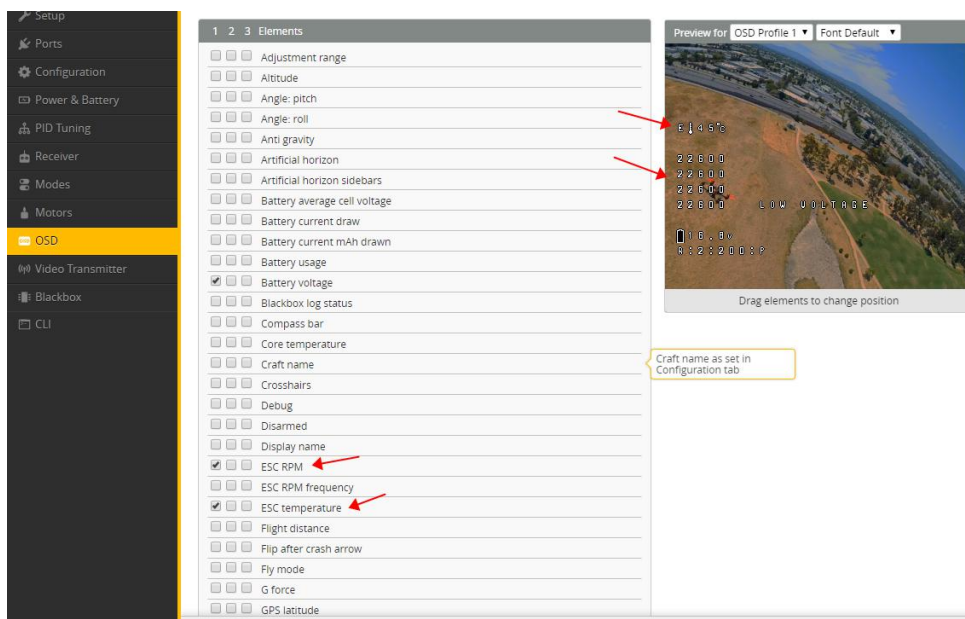 Setup
Ports
Configuration
Power & Battery
PID Tuning
Receiver
Modes
Motors
OSD
Video Transmitter
Blackbox
CLI
1 2 3 Elements
Adjustment range
Altitude
Angle: pitch
Angle: roll
Anti gravity
Artificial horizon
Artificial horizon sidebars
Battery average cell voltage
Battery current draw
Battery current mAh drawn
Battery usage
Battery voltage
Blackbox log status
Compass bar
Core temperature
Craft name
Crosshairs
Debug
Disarmed
Display name
ESC RPM
ESC RPM frequency
ESC temperature
Flight distance
Flip after crash arrow
Fly mode
G force
GPS latitude
Preview for OSD Profile 1 Font Default
E 45°C
22600
22600
22600
22600 LOW VOLTAGE
16.8V
R:2:200:P
Drag elements to change position
Craft name as set in
Configuration tab